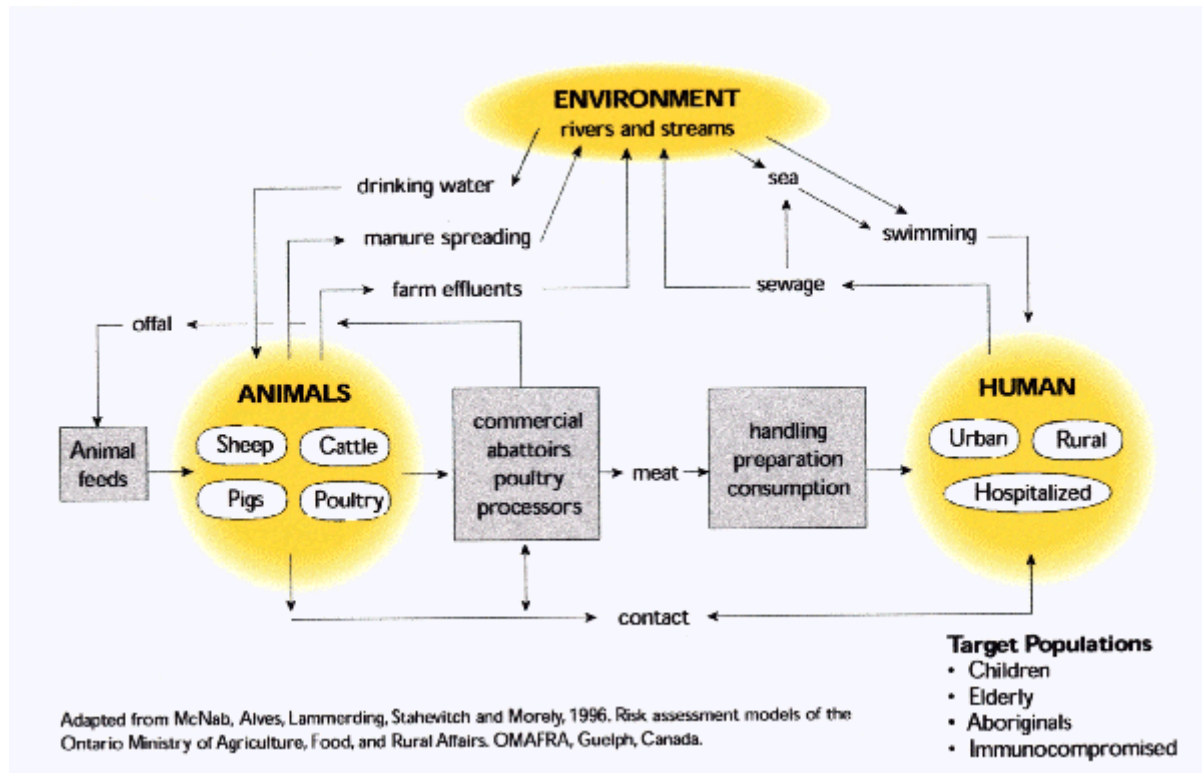 ENVIRONMENT
rivers and streams
drinking water
sea
manure spreading
swimming
farm effluents
sewage
offal
ANIMALS
Sheep
Cattle
Pigs
Poultry
Animal
feeds
commercial
abattoirs
poultry
processors
meat
handling
preparation
consumption
HUMAN
Urban
Rural
Hospitalized
contact
Target Populations
• Children
• Elderly
• Aboriginals
• Immunocompromised
Adapted from McNab, Alves, Lammerding, Stahevitch and Morely, 1996. Risk assessment models of the
Ontario Ministry of Agriculture, Food, and Rural Affairs. OMAFRA, Guelph, Canada.